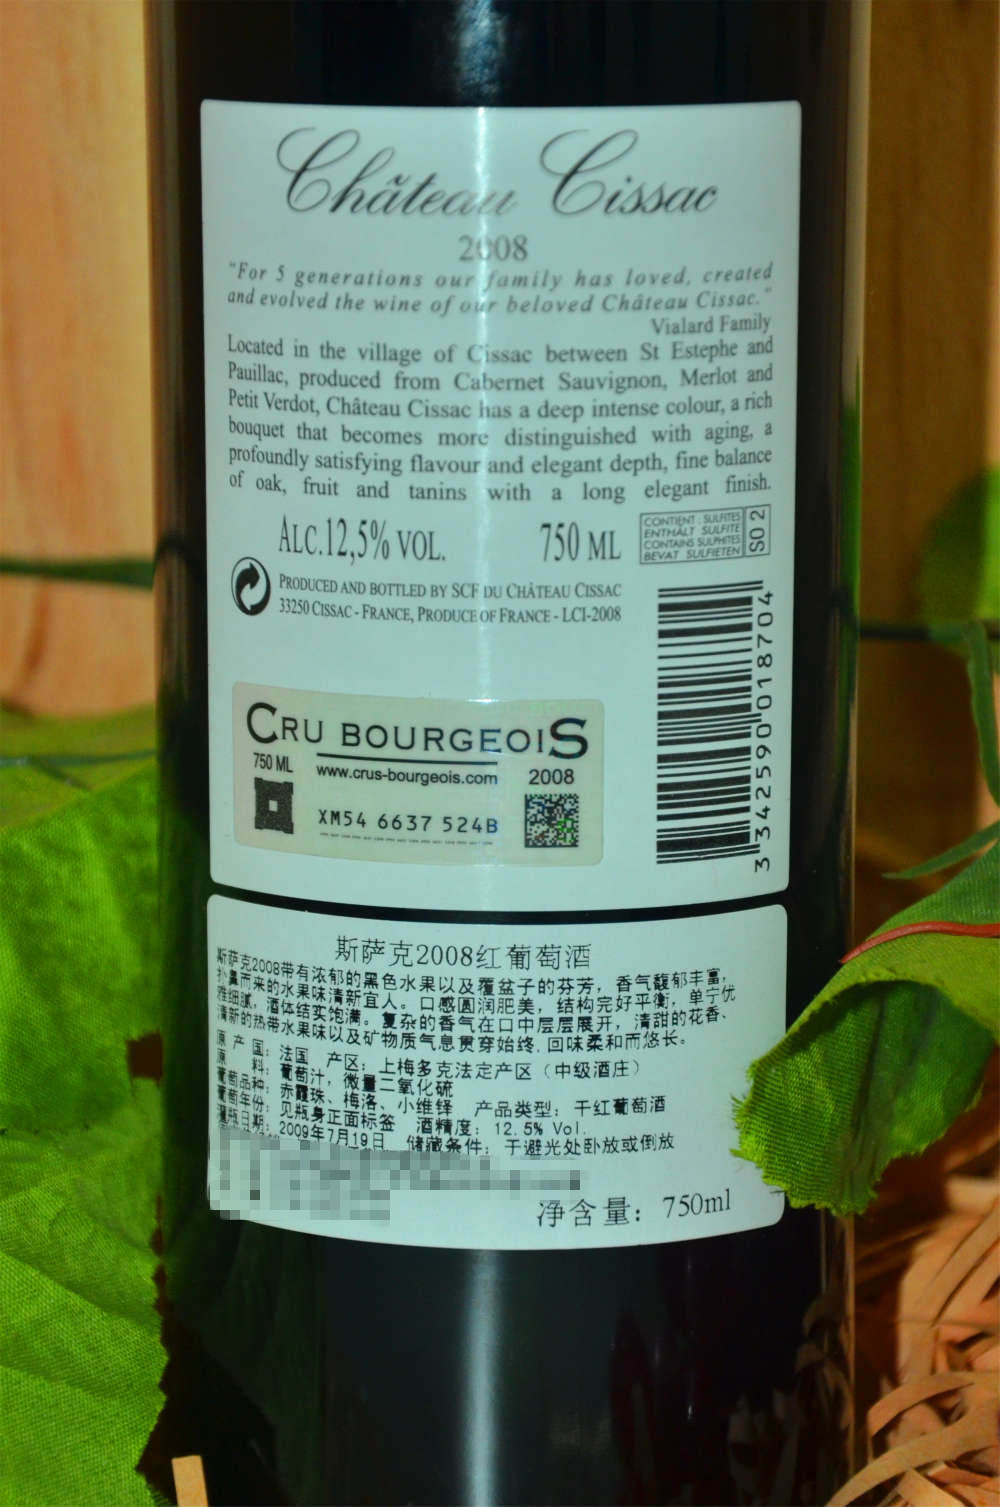 Château Cissac
2008
“For 5 generations our family has loved, created
and evolved the wine of our beloved Château Cissac.”
Vialard Family
Located in the village of Cissac between St Estephe and
Pauillac, produced from Cabernet Sauvignon, Merlot and
Petit Verdot, Château Cissac has a deep intense colour, a rich
bouquet that becomes more distinguished with aging, a
profoundly satisfying flavour and elegant depth, fine balance
of oak, fruit and tanins with a long elegant finish.
ALC.12,5% VOL. 750 ML
CONTIENT : SULFITES
ENTHÄLT SULFITE
CONTAINS SULPHITES
BEVAT SULFIETEN
SO 2
PRODUCED AND BOTTLED BY SCF DU CHÂTEAU CISSAC
33250 CISSAC - FRANCE, PRODUCE OF FRANCE - LCI-2008
3 342590 018704
CRU BOURGEOIS
750 ML
www.crus-bourgeois.com
2008
XM54 6637 524B
斯萨克2008红葡萄酒
斯萨克2008带有浓郁的黑色水果以及覆盆子的芬芳，香气馥郁丰富，
扑鼻而来的水果味清新宜人。口感圆润肥美，结构完好平衡，单宁优
雅细腻，酒体结实饱满。复杂的香气在口中层层展开，清甜的花香、
清新的热带水果味以及矿物质气息贯穿始终，回味柔和而悠长。
原产国：法国 产区：上梅多克法定产区（中级酒庄）
原料：葡萄汁，微量二氧化硫
葡萄品种：赤霞珠、梅洛、小维铎 产品类型：干红葡萄酒
葡萄年份：见瓶身正面标签 酒精度：12.5% Vol.
灌瓶日期：2009年7月19日 储藏条件：于避光处卧放或倒放
净含量：750ml